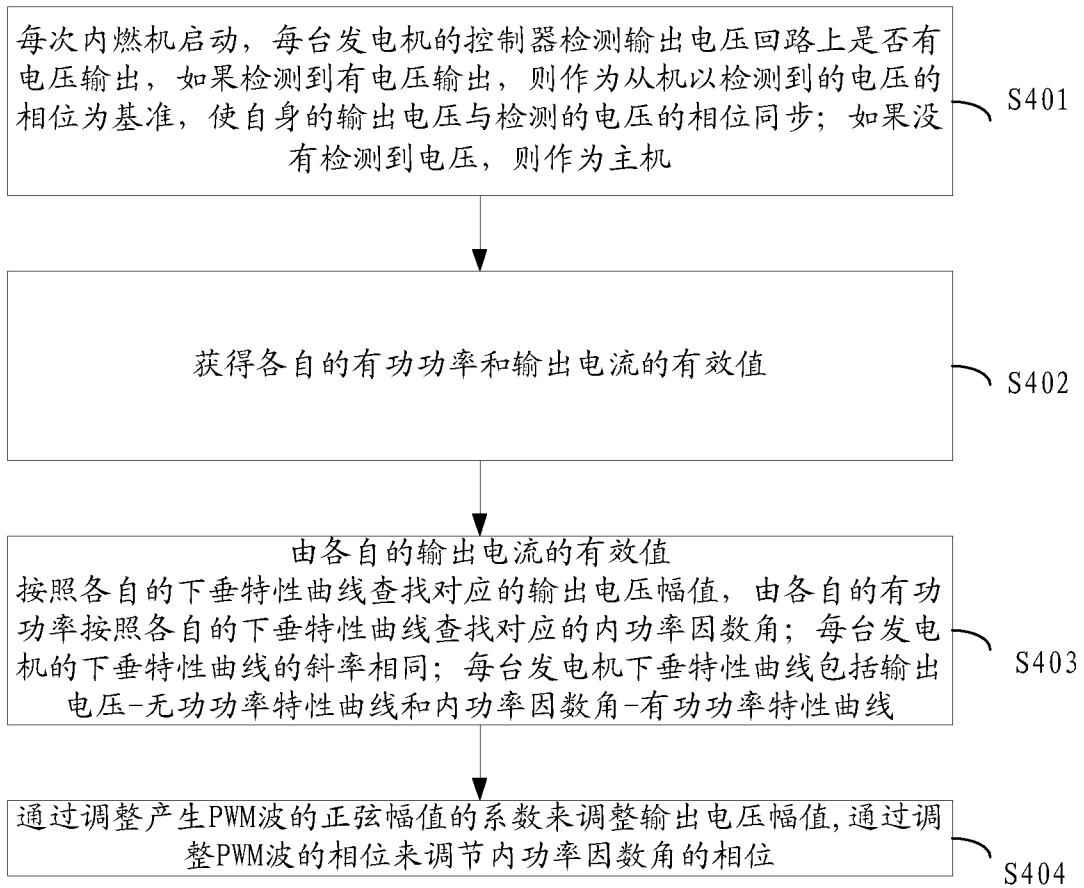 每次内燃机启动，每台发电机的控制器检测输出电压回路上是否有
电压输出，如果检测到有电压输出，则作为从机以检测到的电压的
相位为基准，使自身的输出电压与检测的电压的相位同步；如果没
有检测到电压，则作为主机
S401
获得各自的有功功率和输出电流的有效值
S402
由各自的输出电流的有效值
按照各自的下垂特性曲线查找对应的输出电压幅值，由各自的有功
功率按照各自的下垂特性曲线查找对应的内功率因数角；每台发电
机的下垂特性曲线的斜率相同；每台发电机下垂特性曲线包括输出
电压-无功功率特性曲线和内功率因数角-有功功率特性曲线
S403
通过调整产生PWM波的正弦幅值的系数来调整输出电压幅值,通过调
整PWM波的相位来调节内功率因数角的相位
S404